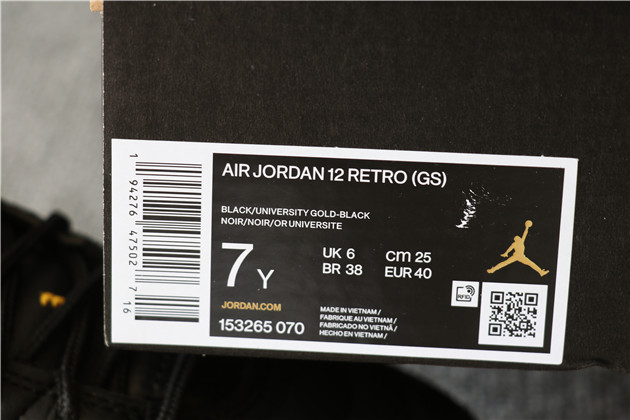 AIR JORDAN 12 RETRO (GS)
BLACK/UNIVERSITY GOLD-BLACK
NOIR/NOIR/OR UNIVERSITE
7Y
UK 6 CM 25
BR 38 EUR 40
JORDAN.COM
153265 070
MADE IN VIETNAM /
FABRIQUE AU VIETNAM /
FABRICADO NO VIETNÃ /
HECHO EN VIETNAM /
RFID
1 94276 47502 7 16